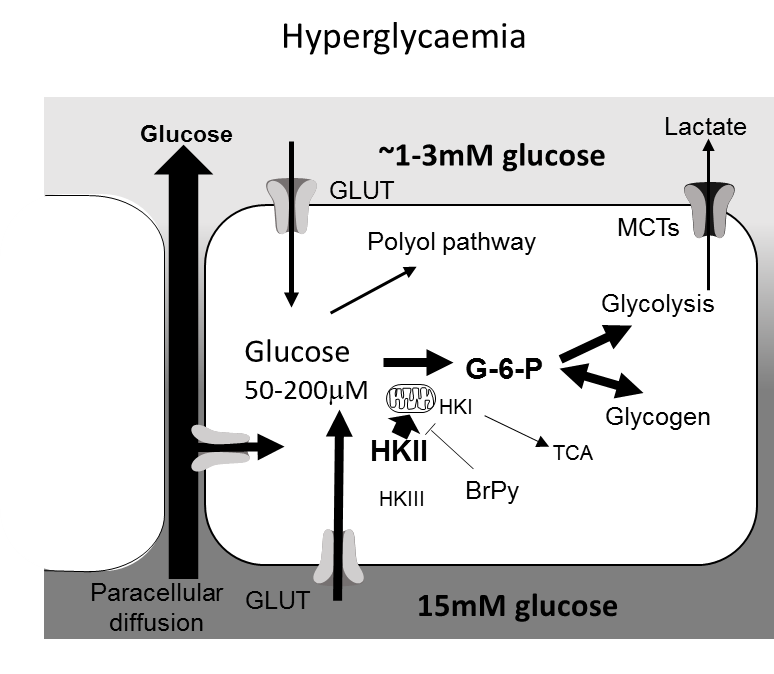 Hyperglycaemia
Glucose
Lactate
~1-3mM glucose
GLUT
MCTs
Polyol pathway
Glycolysis
Glucose
50-200μM
G-6-P
HKI
Glycogen
HKII
TCA
HKIII
BrPy
Paracellular
diffusion
GLUT
15mM glucose